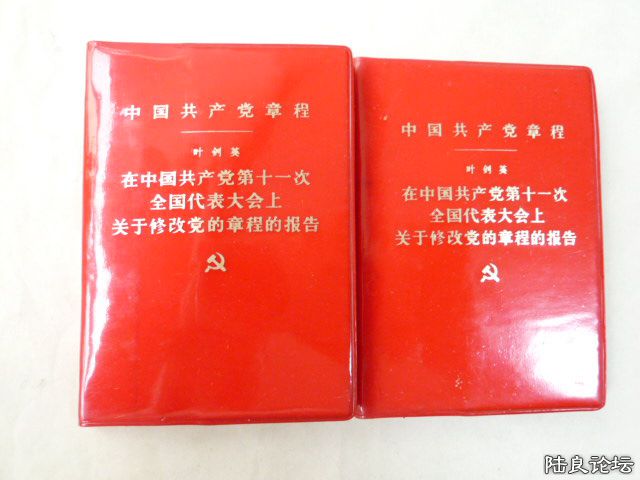 中国共产党章程
叶剑英
在中国共产党第十一次
全国代表大会上
关于修改党的章程的报告
中国共产党章程
叶剑英
在中国共产党第十一次
全国代表大会上
关于修改党的章程的报告
陆良论坛